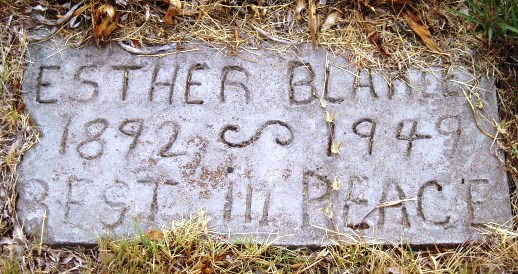 ESTHER
1892 ~ 1949
REST in PEACE